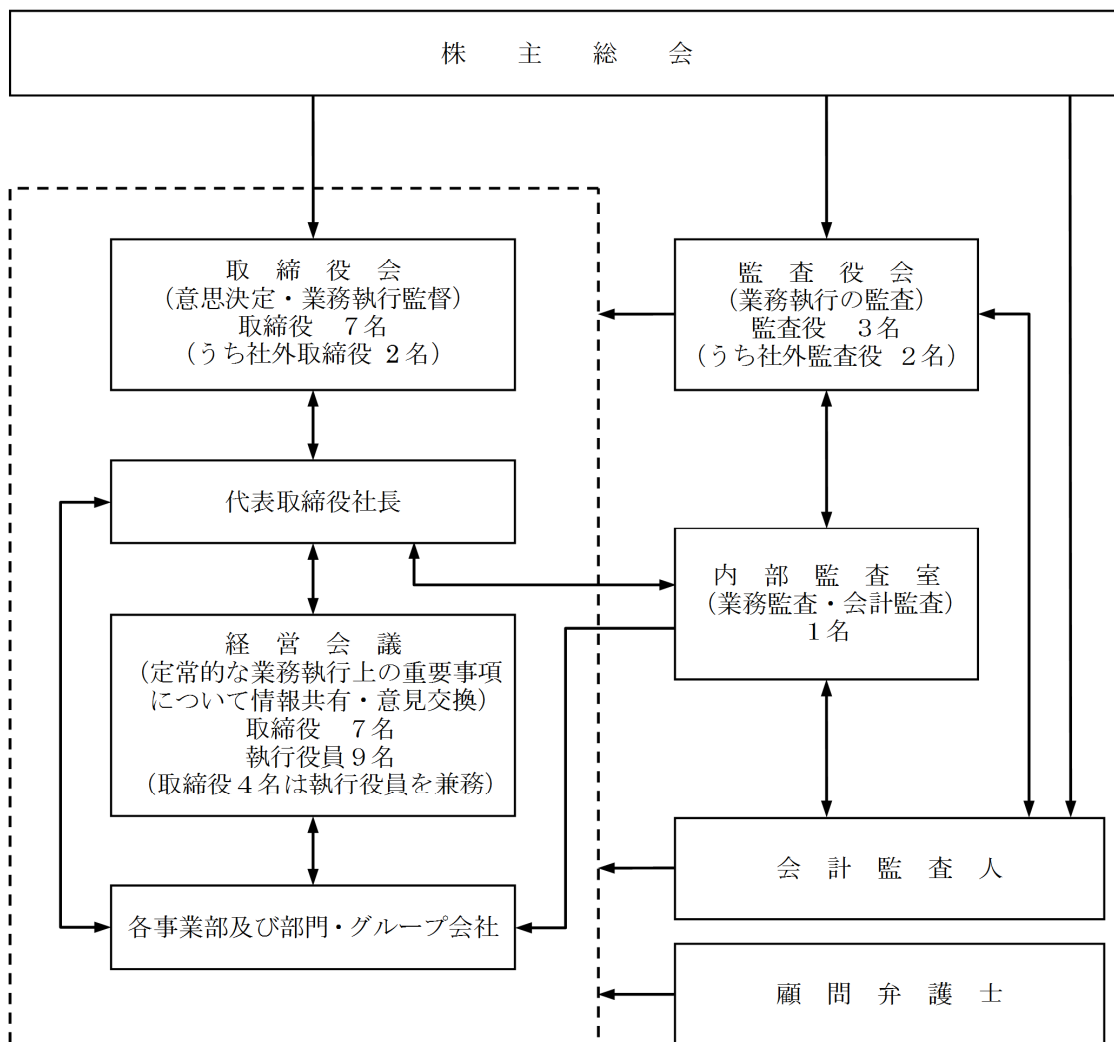 株主総会
取締役会
(意思決定・業務執行監督)
取締役 7名
(うち社外取締役 2名)
監査役会
(業務執行の監査)
監査役 3名
(うち社外監査役 2名)
代表取締役社長
内部監査室
(業務監査・会計監査)
1名
経営会議
(定常的な業務執行上の重要事項
について情報共有・意見交換)
取締役 7名
執行役員9名
(取締役4名は執行役員を兼務)
会計監査人
各事業部及び部門・グループ会社
顧問弁護士